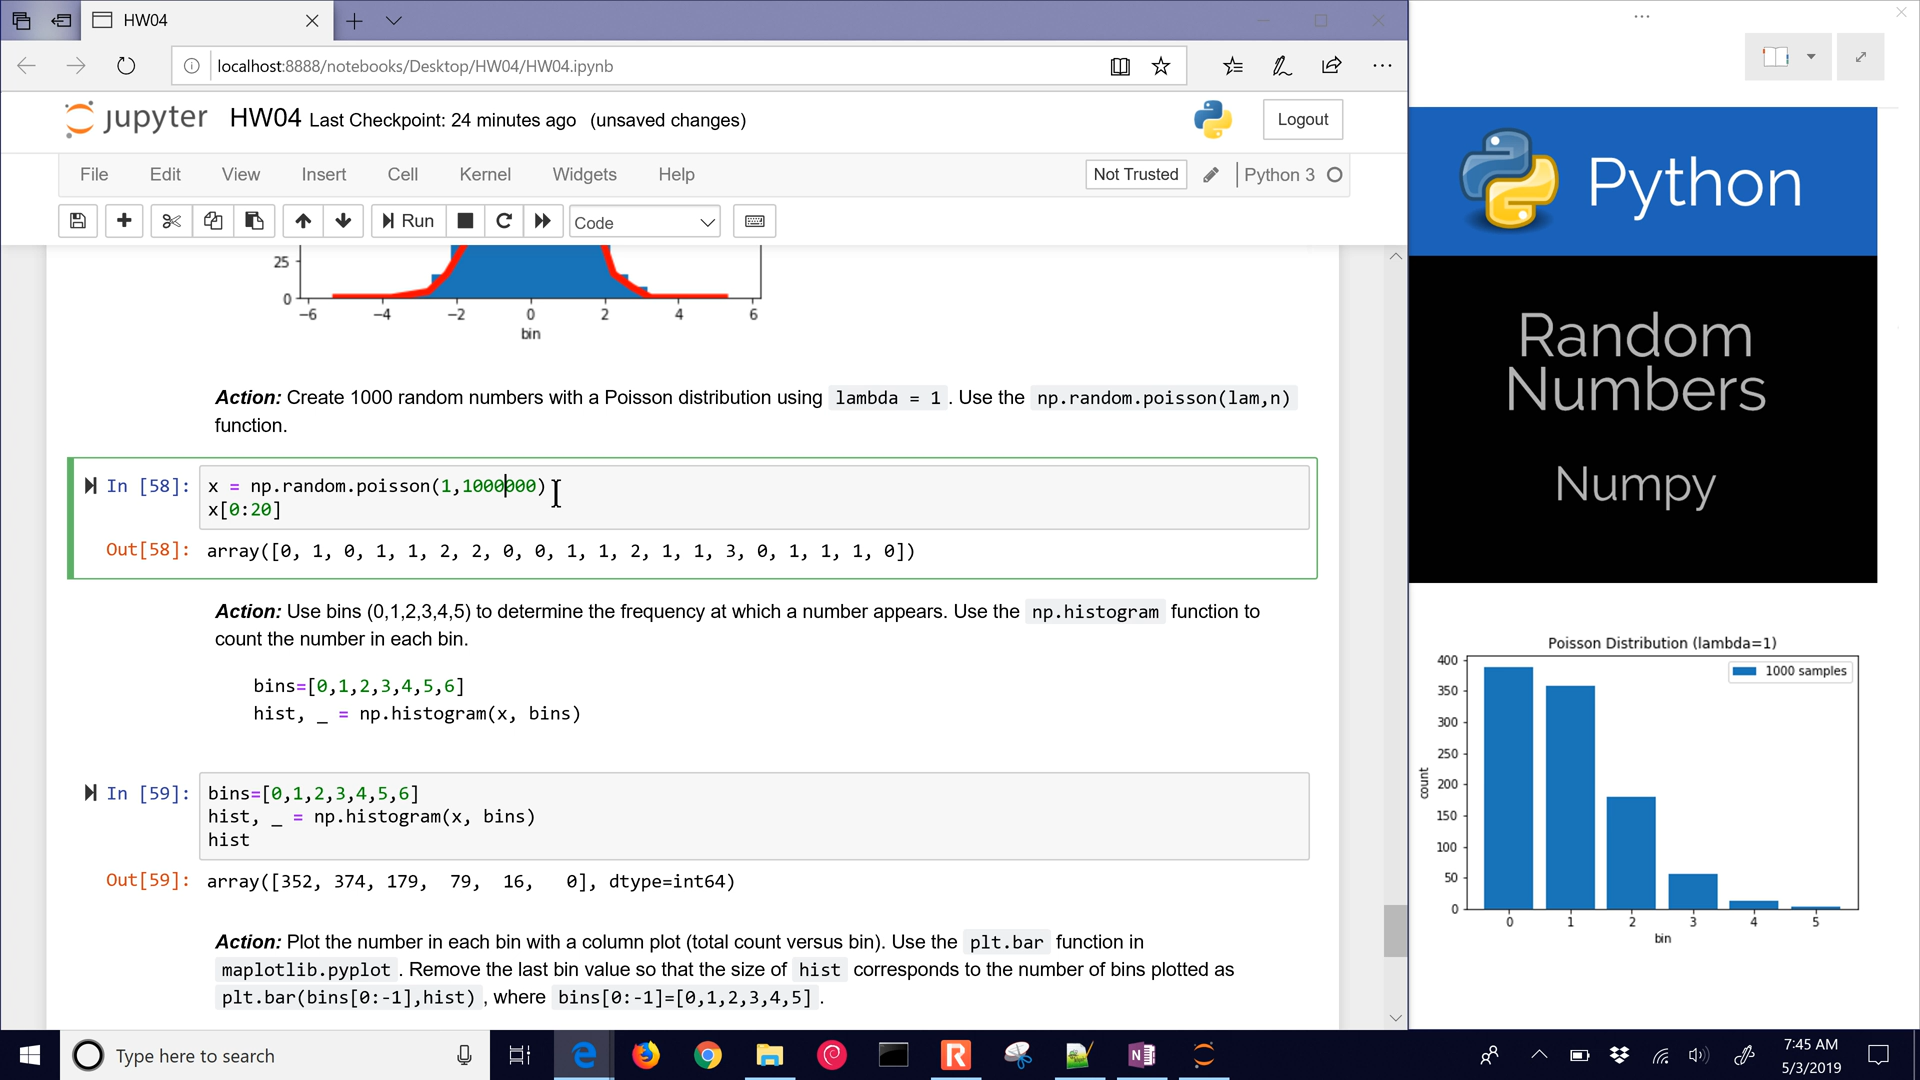 HW04
localhost:8888/notebooks/Desktop/HW04/HW04.ipynb
jupyter HW04 Last Checkpoint: 24 minutes ago (unsaved changes)
Logout
File Edit View Insert Cell Kernel Widgets Help
Not Trusted
Python 3
Run
Code
25
0
−6 −4 −2 0 2 4 6
bin
Action: Create 1000 random numbers with a Poisson distribution using lambda = 1 . Use the np.random.poisson(lam,n)
function.
In [58]: x = np.random.poisson(1,1000000)
x[0:20]
Out[58]: array([0, 1, 0, 1, 1, 2, 2, 0, 0, 1, 1, 2, 1, 1, 3, 0, 1, 1, 1, 0])
Action: Use bins (0,1,2,3,4,5) to determine the frequency at which a number appears. Use the np.histogram function to
count the number in each bin.
bins=[0,1,2,3,4,5,6]
hist, _ = np.histogram(x, bins)
In [59]: bins=[0,1,2,3,4,5,6]
hist, _ = np.histogram(x, bins)
hist
Out[59]: array([352, 374, 179, 79, 16, 0], dtype=int64)
Action: Plot the number in each bin with a column plot (total count versus bin). Use the plt.bar function in
maplotlib.pyplot . Remove the last bin value so that the size of hist corresponds to the number of bins plotted as
plt.bar(bins[0:-1],hist) , where bins[0:-1]=[0,1,2,3,4,5] .
Python
Random
Numbers
Numpy
Poisson Distribution (lambda=1)
1000 samples
400
350
300
250
200
150
100
50
0
count
0 1 2 3 4 5
bin
Type here to search
7:45 AM
5/3/2019